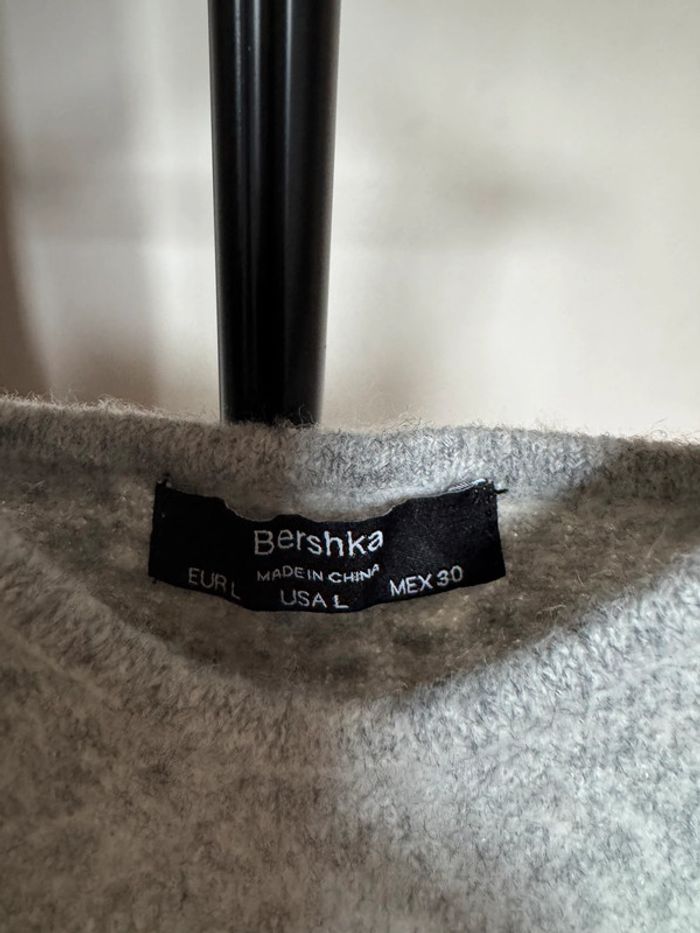 Bershka
MADE IN CHINA
EUR L USA L MEX 30